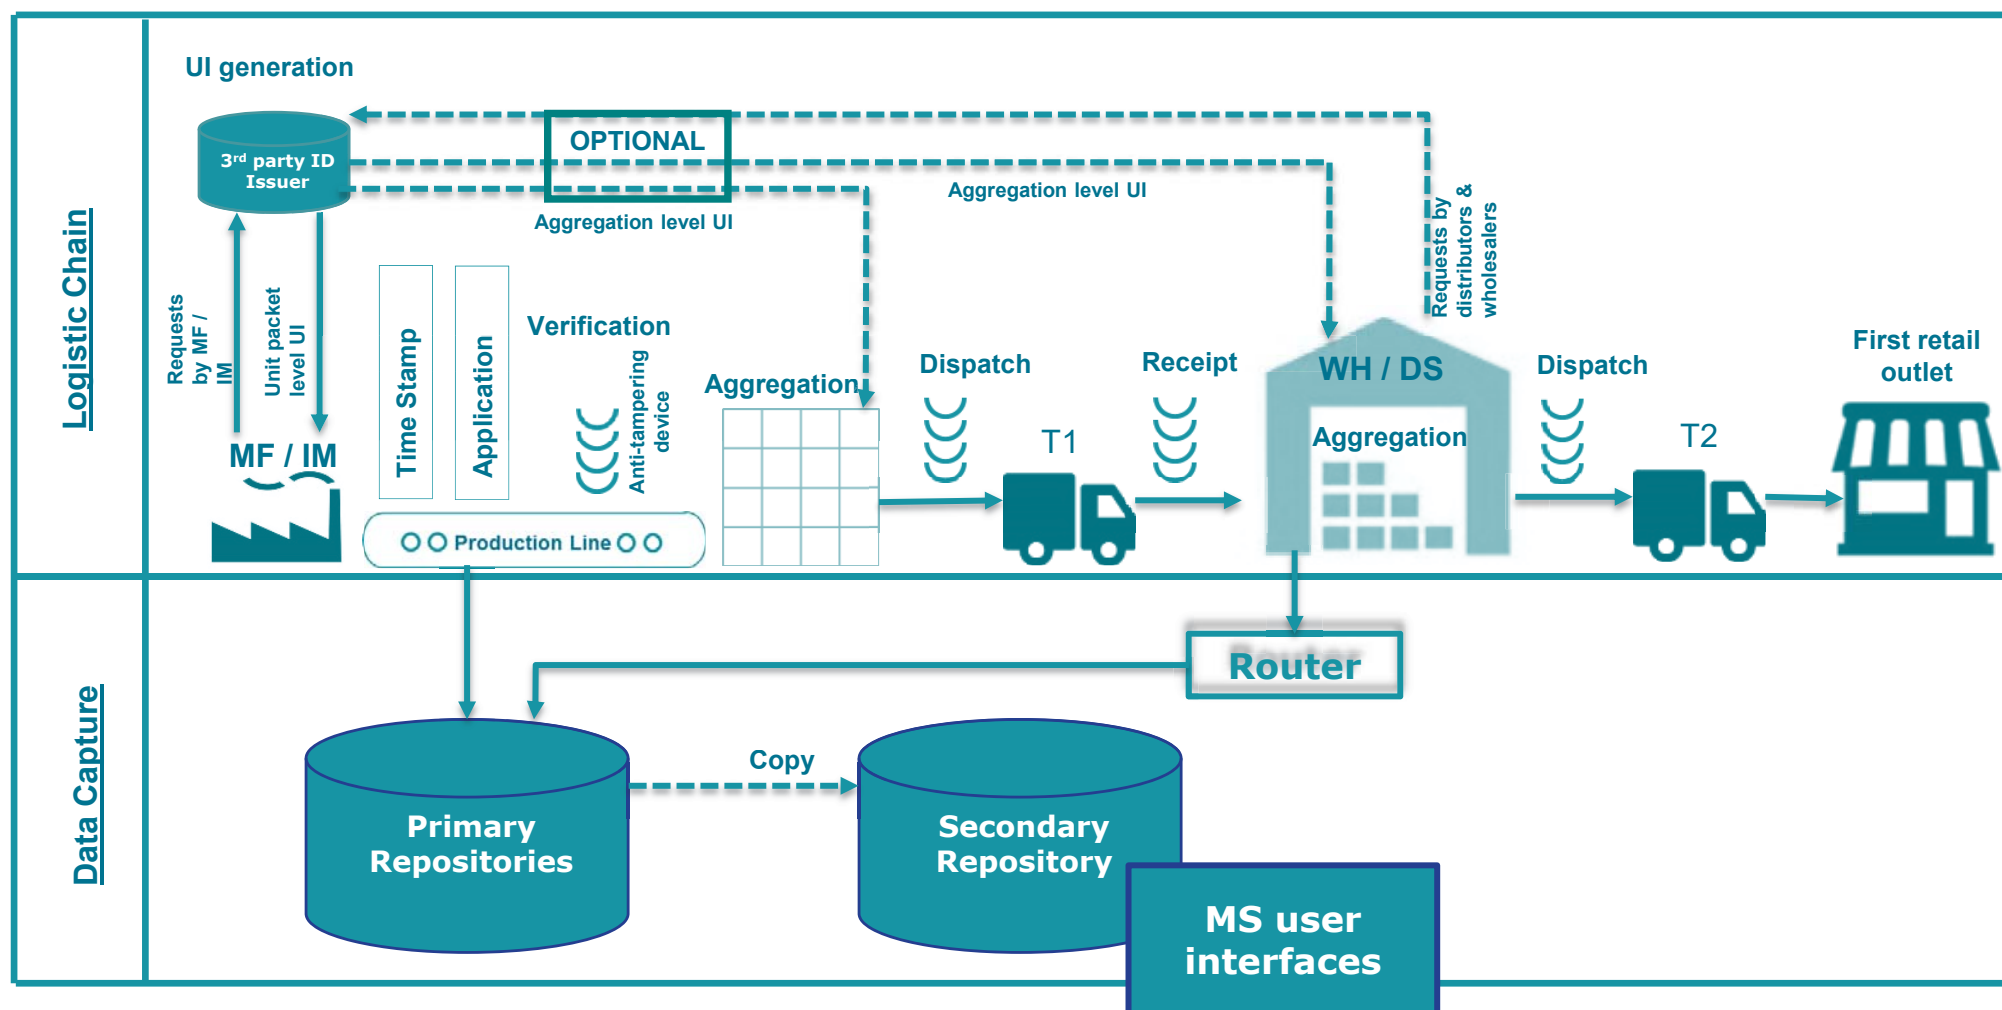 UI generation
3rd party ID
Issuer
OPTIONAL
Aggregation level UI
Aggregation level UI
Requests by
distributors &
wholesalers
Logistic Chain
Requests
by MF /
IM
Unit packet
level UI
MF / IM
Time Stamp
Application
Verification
Anti-tampering
device
Production Line
Aggregation
Dispatch
T1
Receipt
WH / DS
Aggregation
Dispatch
T2
First retail
outlet
Data Capture
Router
Primary
Repositories
Copy
Secondary
Repository
MS user
interfaces